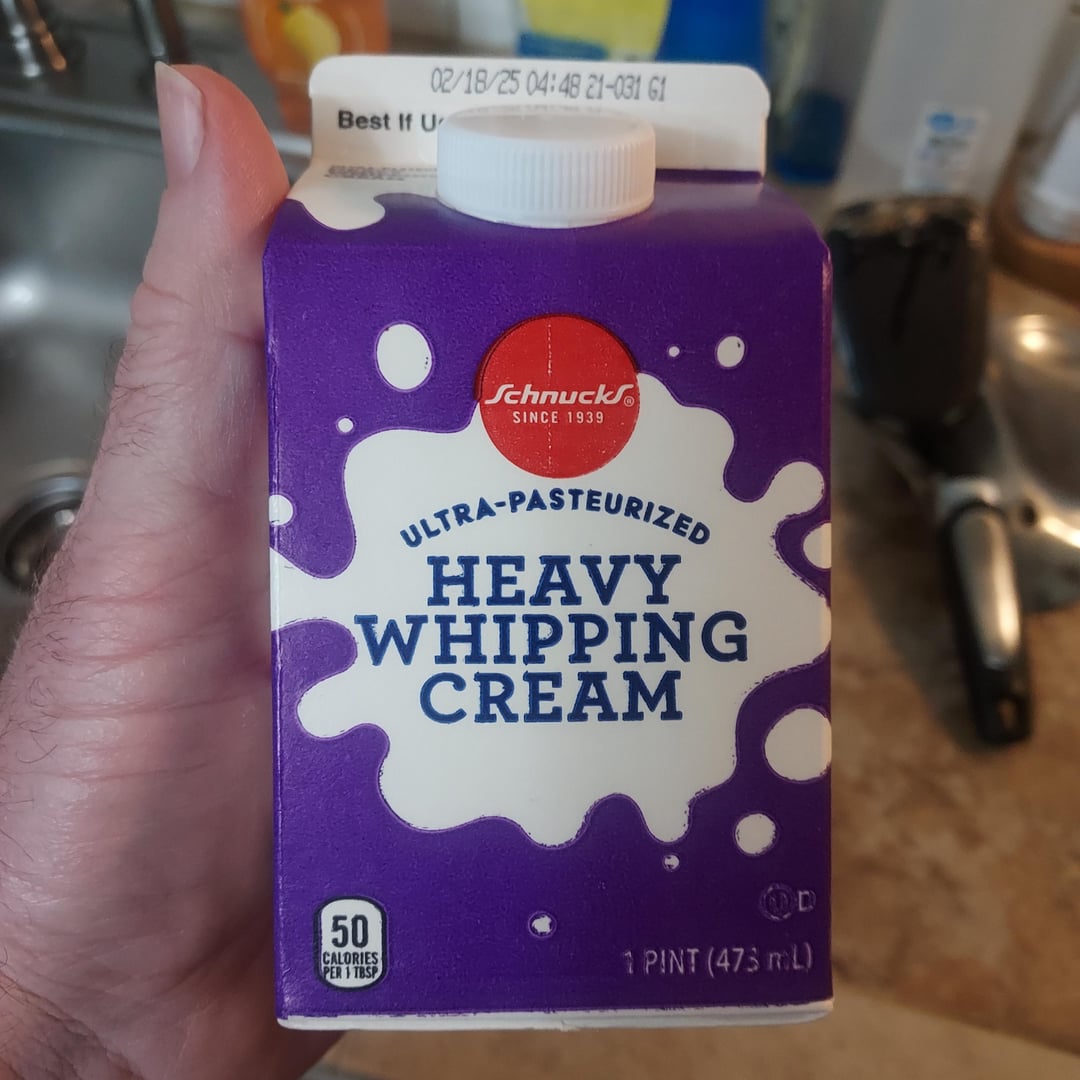 02/18/25 04:48 21-031 G1
Best If
Schnucks®
SINCE 1939
ULTRA-PASTEURIZED
HEAVY
WHIPPING
CREAM
50
CALORIES
PER 1 TBSP
D
1 PINT (473 mL)